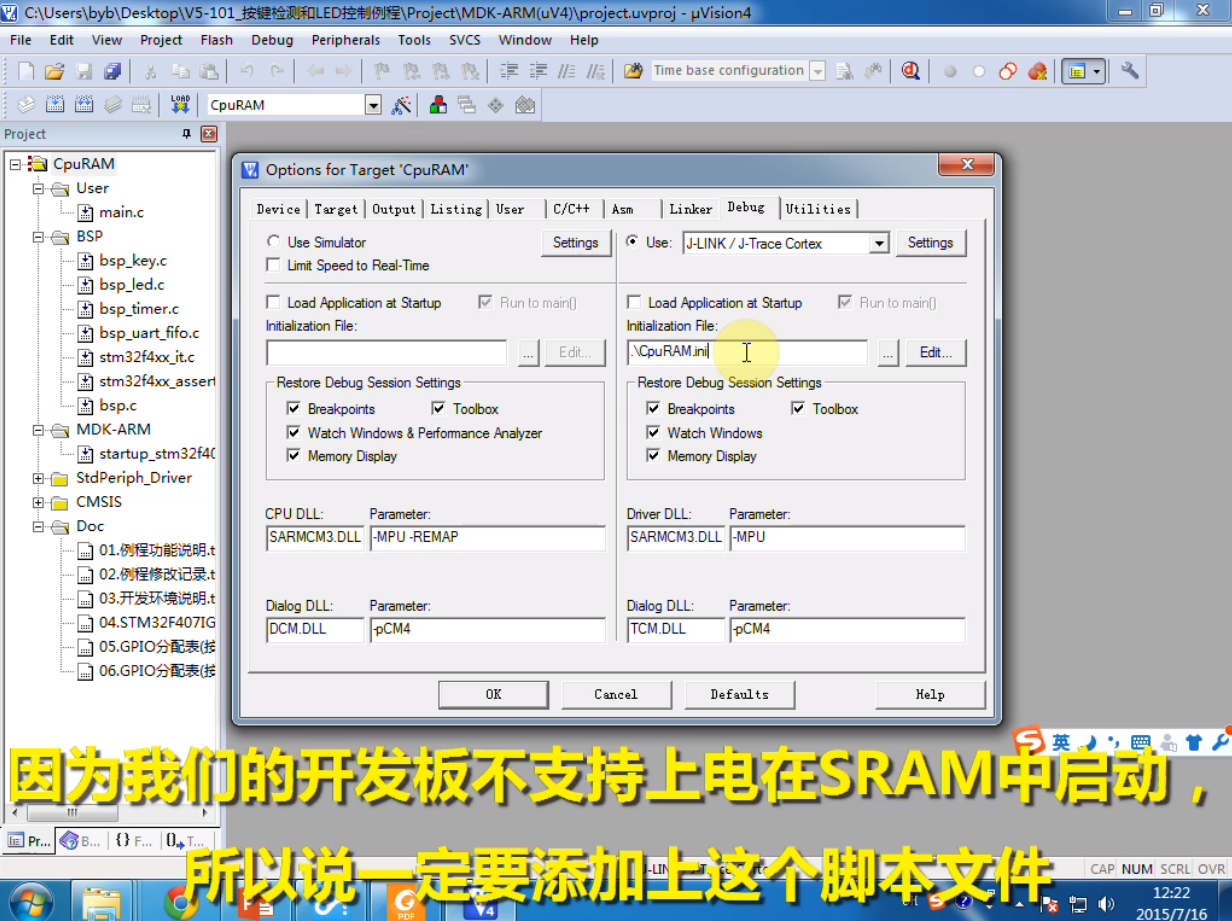 C:\Users\byb\Desktop\V5-101_按键检测和LED控制例程\Project\MDK-ARM(uV4)\project.uvproj - µVision4
File Edit View Project Flash Debug Peripherals Tools SVCS Window Help
Time base configuration
LOAD CpuRAM
Project
CpuRAM
User
main.c
BSP
bsp_key.c
bsp_led.c
bsp_timer.c
bsp_uart_fifo.c
stm32f4xx_it.c
stm32f4xx_assert
bsp.c
MDK-ARM
startup_stm32f40
StdPeriph_Driver
CMSIS
Doc
01.例程功能说明.t
02.例程修改记录.t
03.开发环境说明.t
04.STM32F407IG
05.GPIO分配表(按
06.GPIO分配表(按
Pr... B... {} F... T...
Options for Target 'CpuRAM'
Device Target Output Listing User C/C++ Asm Linker Debug Utilities
Use Simulator Settings
Limit Speed to Real-Time
Load Application at Startup Run to main()
Initialization File:
... Edit...
Restore Debug Session Settings
Breakpoints Toolbox
Watch Windows & Performance Analyzer
Memory Display
CPU DLL: Parameter:
SARMCM3.DLL -MPU -REMAP
Dialog DLL: Parameter:
DCM.DLL -pCM4
Use: J-LINK / J-Trace Cortex Settings
Load Application at Startup Run to main()
Initialization File:
.\CpuRAM.ini ... Edit...
Restore Debug Session Settings
Breakpoints Toolbox
Watch Windows
Memory Display
Driver DLL: Parameter:
SARMCM3.DLL -MPU
Dialog DLL: Parameter:
TCM.DLL -pCM4
OK Cancel Defaults Help
英
因为我们的开发板不支持上电在SRAM中启动，
所以说一定要添加上这个脚本文件
CAP NUM SCRL OVR
PDF
12:22
2015/7/16